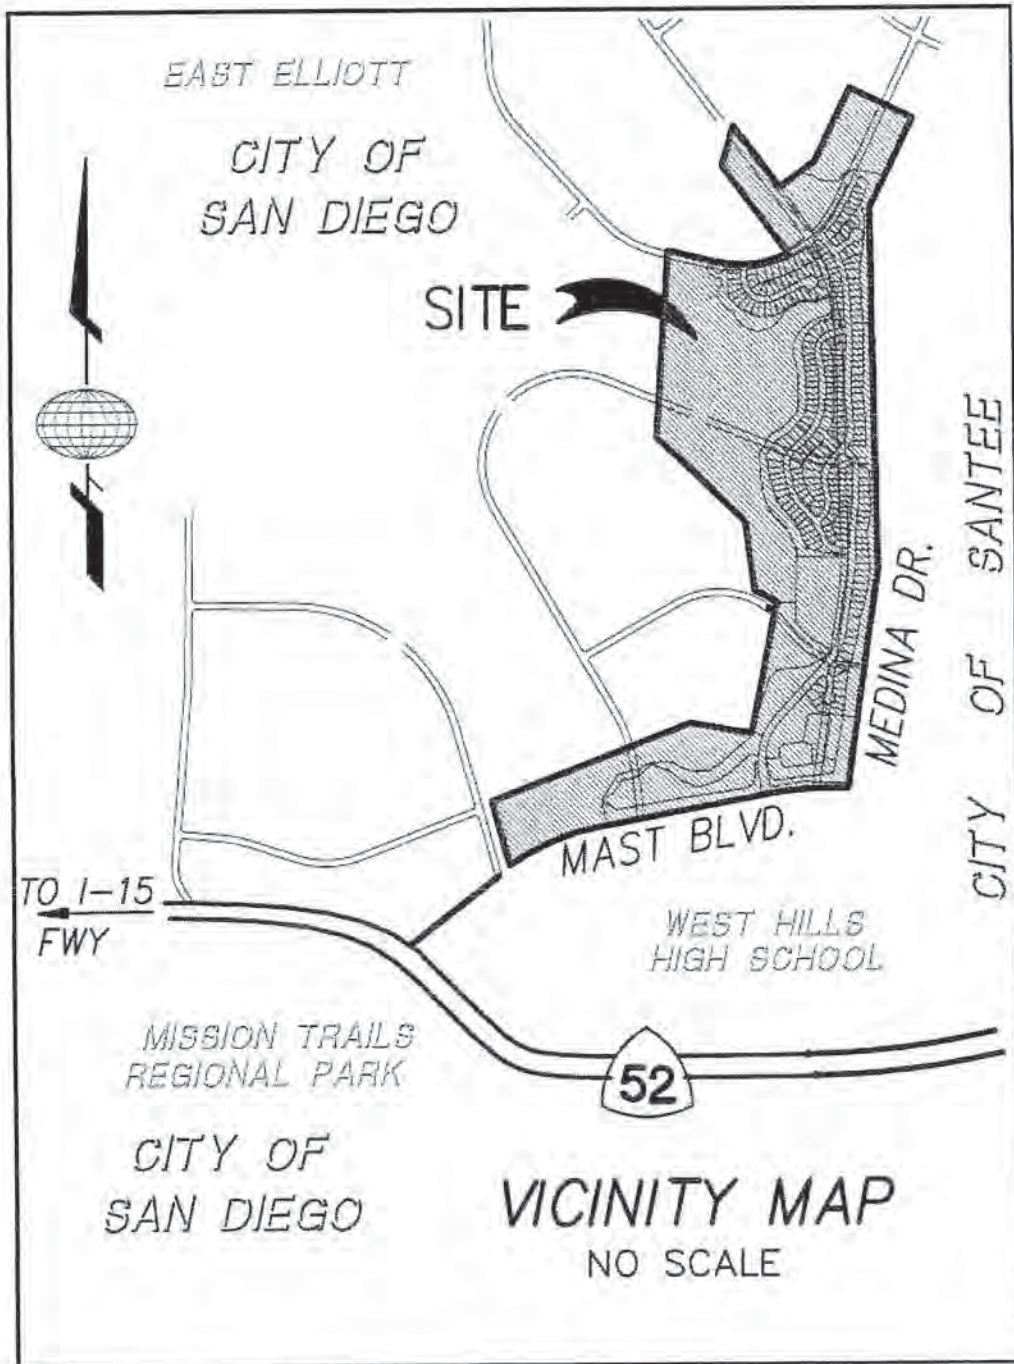 EAST ELLIOTT
CITY OF
SAN DIEGO
SITE
CITY OF SANTEE
MEDINA DR.
MAST BLVD.
TO I-15
FWY
WEST HILLS
HIGH SCHOOL
MISSION TRAILS
REGIONAL PARK
52
CITY OF
SAN DIEGO
VICINITY MAP
NO SCALE